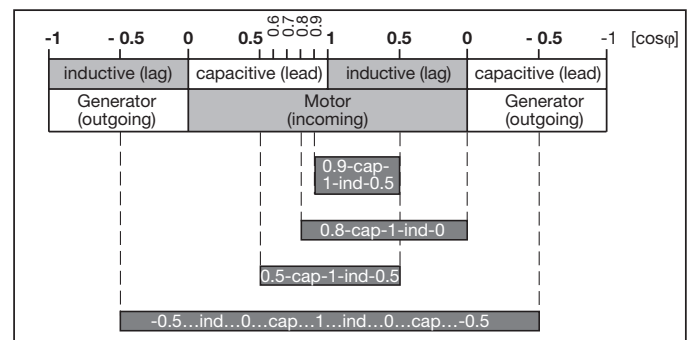 0.6 0.7 0.8 0.9
-1 - 0.5 0 0.5 1 0.5 0 - 0.5 -1 [cosφ]
inductive (lag) capacitive (lead) inductive (lag) capacitive (lead)
Generator Motor Generator
(outgoing) (incoming) (outgoing)
0.9-cap-
1-ind-0.5
0.8-cap-1-ind-0
0.5-cap-1-ind-0.5
-0.5...ind...0...cap...1...ind...0...cap...-0.5